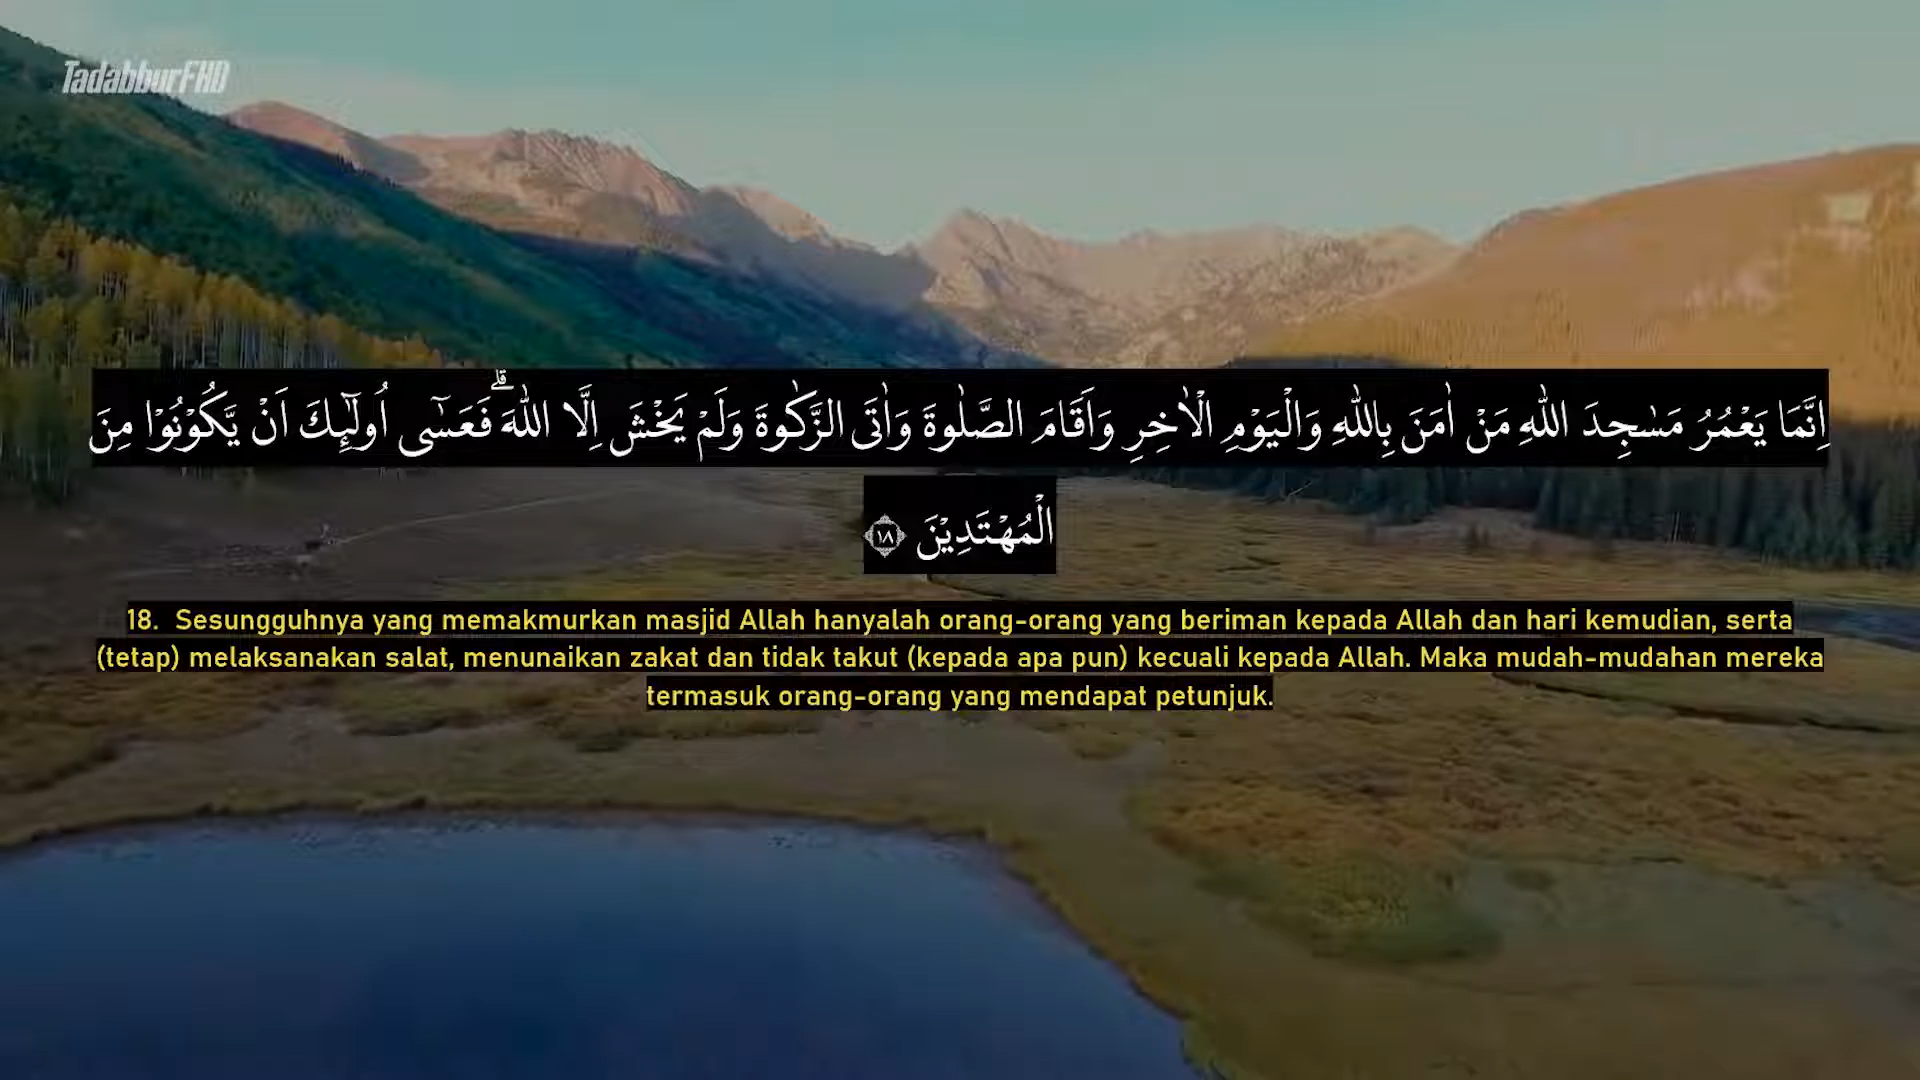 TadabburFHD
اِنَّمَا يَعْمُرُ مَسٰجِدَ اللّٰهِ مَنْ اٰمَنَ بِاللّٰهِ وَالْيَوْمِ الْاٰخِرِ وَاَقَامَ الصَّلٰوةَ وَاٰتَى الزَّكٰوةَ وَلَمْ يَخْشَ اِلَّا اللّٰهَ ۗفَعَسٰٓى اُولٰۤىِٕكَ اَنْ يَّكُوْنُوْا مِنَ
الْمُهْتَدِيْنَ ١٨
18. Sesungguhnya yang memakmurkan masjid Allah hanyalah orang-orang yang beriman kepada Allah dan hari kemudian, serta
(tetap) melaksanakan salat, menunaikan zakat dan tidak takut (kepada apa pun) kecuali kepada Allah. Maka mudah-mudahan mereka
termasuk orang-orang yang mendapat petunjuk.